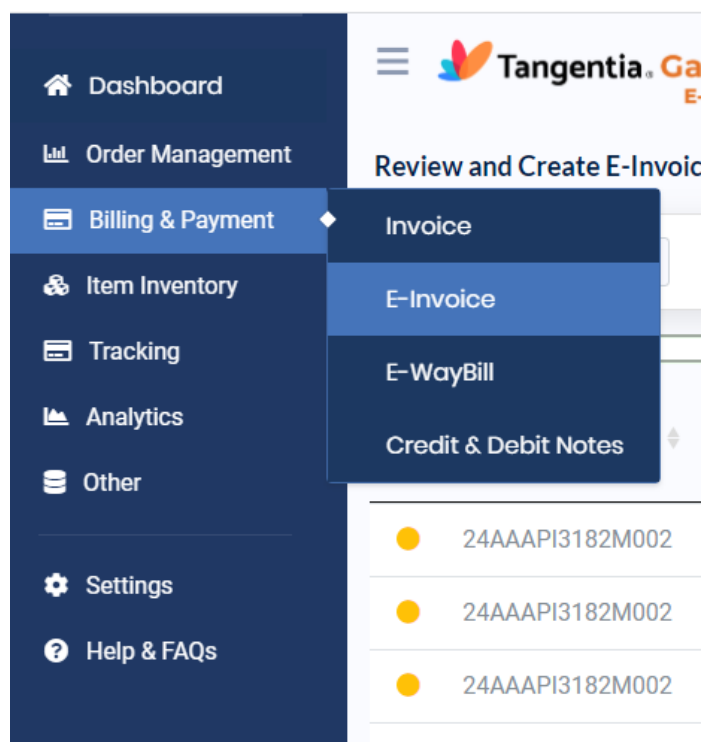 Dashboard
Order Management
Billing & Payment
Item Inventory
Tracking
Analytics
Other
Settings
Help & FAQs
Tangentia
Review and Create
Invoice
E-Invoice
E-WayBill
Credit & Debit Notes
24AAAPI3182M002
24AAAPI3182M002
24AAAPI3182M002